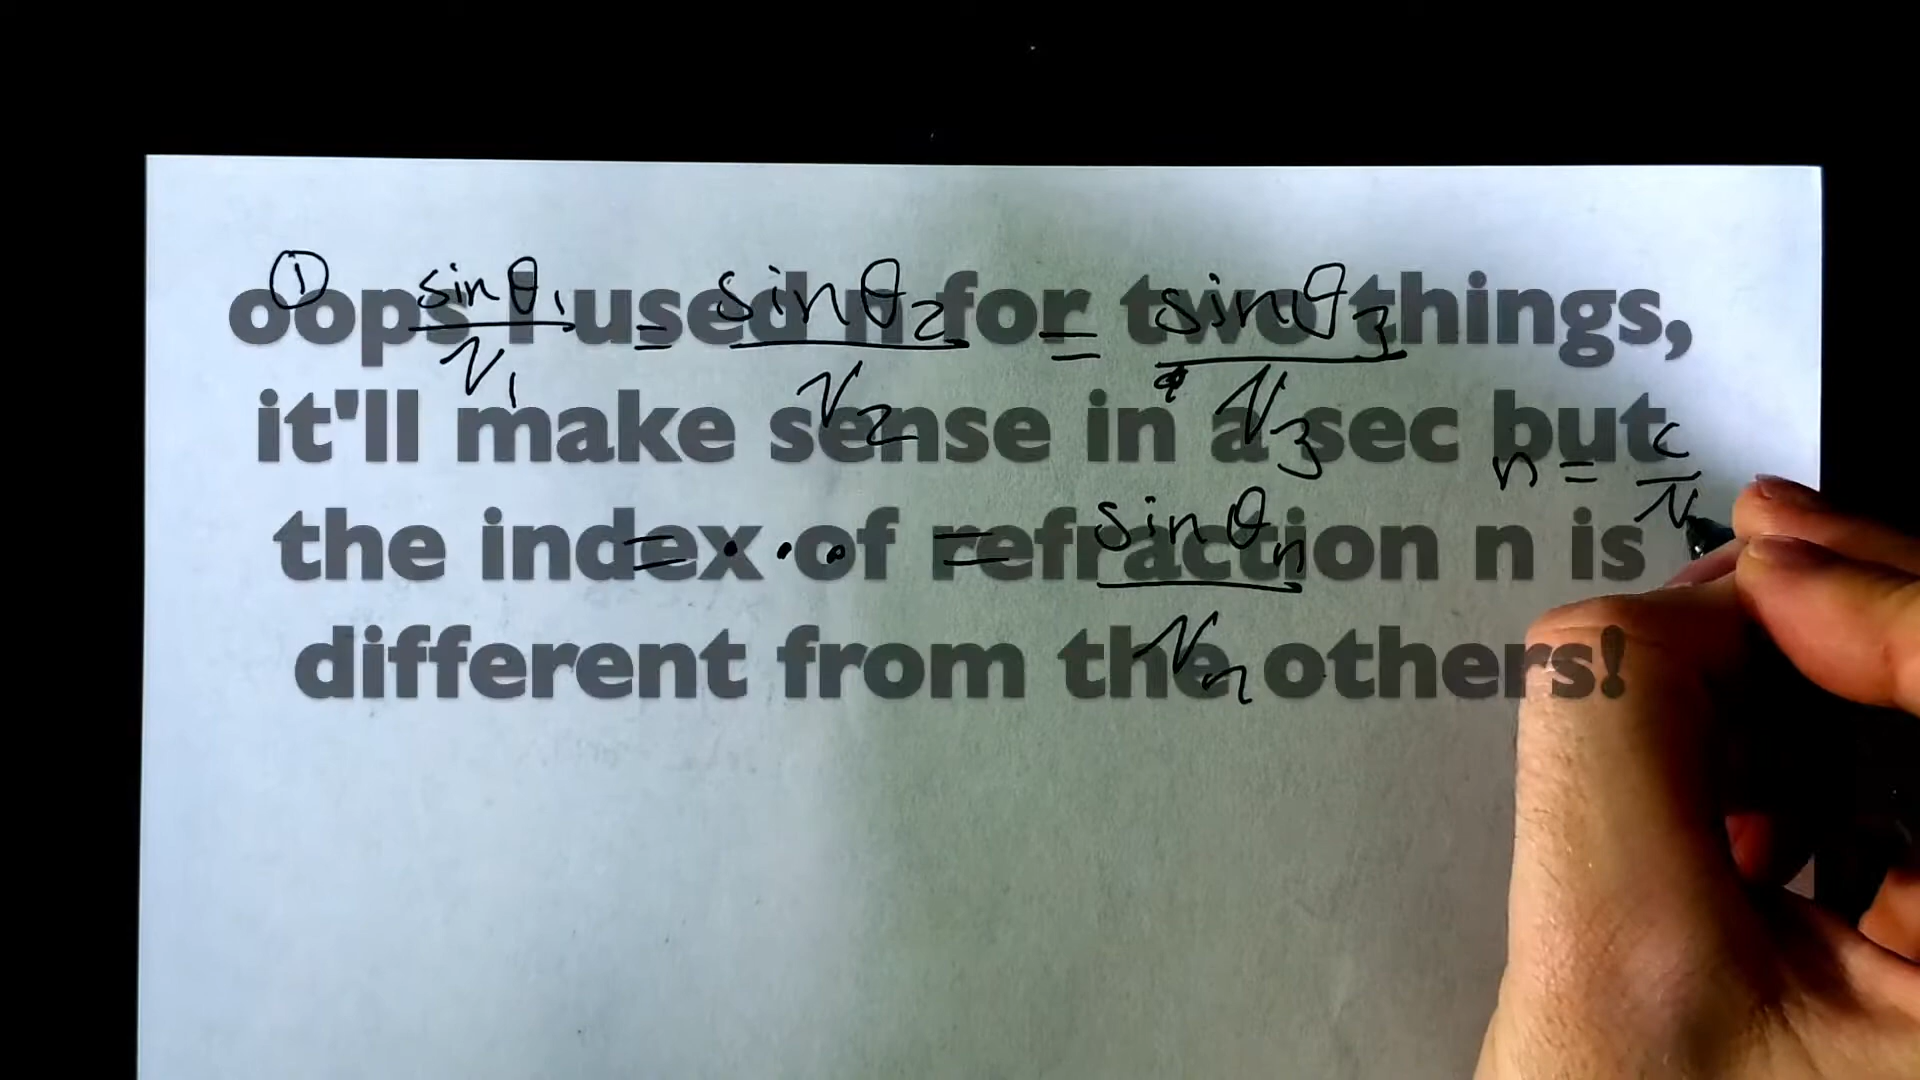 oops I used n for two things,
it'll make sense in a sec but
the index of refraction n is
different from the others!
① sinθ₁/v₁ = sinθ₂/v₂ = sinθ₃/v₃
= ... = sinθₙ/vₙ
n = c/v